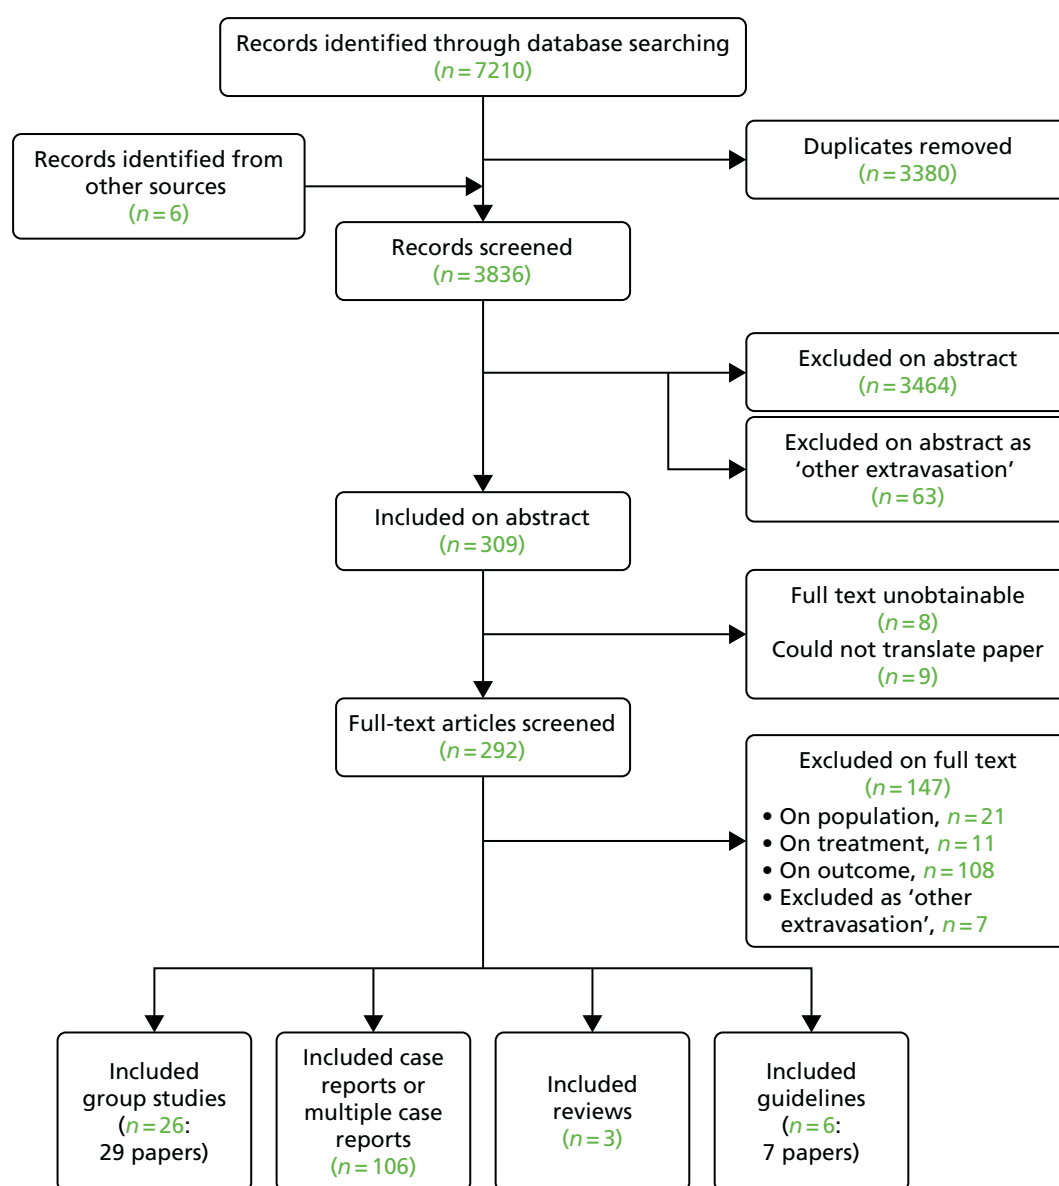 Records identified through database searching
(n=7210)
Records identified from
other sources
(n=6)
Duplicates removed
(n=3380)
Records screened
(n=3836)
Excluded on abstract
(n=3464)
Excluded on abstract as
‘other extravasation’
(n=63)
Included on abstract
(n=309)
Full text unobtainable
(n=8)
Could not translate paper
(n=9)
Full-text articles screened
(n=292)
Excluded on full text
(n=147)
• On population, n=21
• On treatment, n=11
• On outcome, n=108
• Excluded as ‘other
extravasation’, n=7
Included
group studies
(n=26:
29 papers)
Included case
reports or
multiple case
reports
(n=106)
Included
reviews
(n=3)
Included
guidelines
(n=6:
7 papers)